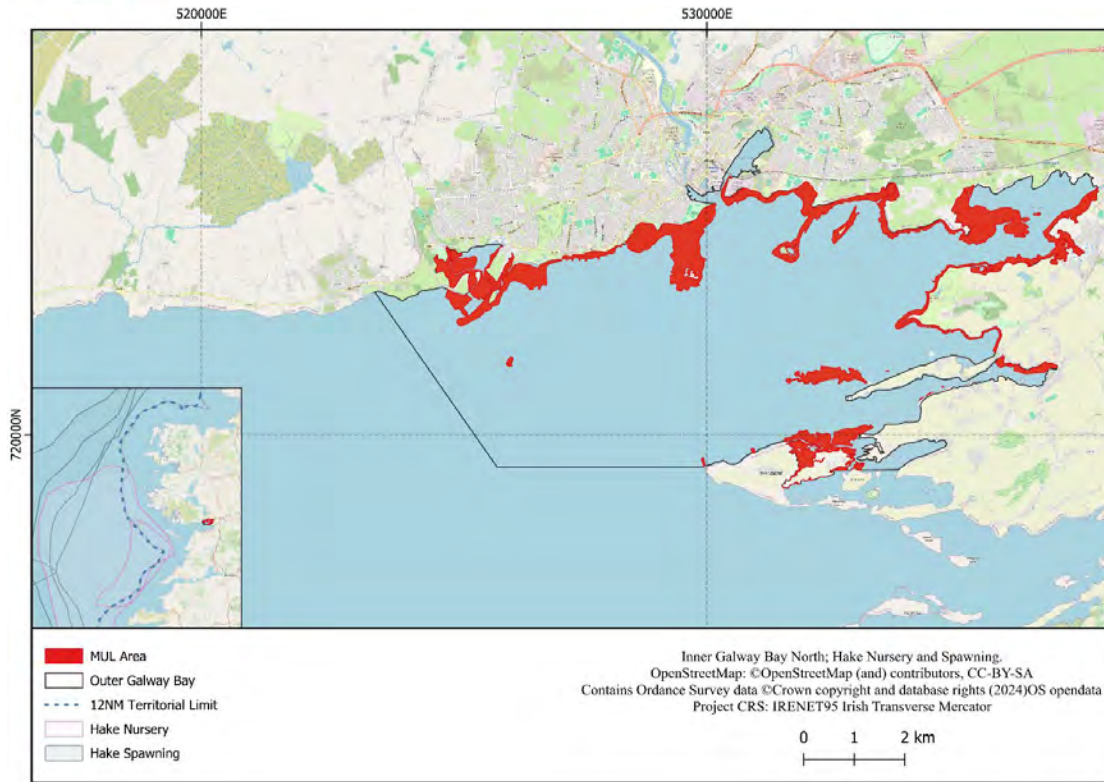 520000E
530000E
720000N
MUL Area
Outer Galway Bay
12NM Territorial Limit
Hake Nursery
Hake Spawning
Inner Galway Bay North; Hake Nursery and Spawning.
OpenStreetMap: ©OpenStreetMap (and) contributors, CC-BY-SA
Contains Ordance Survey data ©Crown copyright and database rights (2024)OS opendata
Project CRS: IRENET95 Irish Transverse Mercator
0 1 2 km